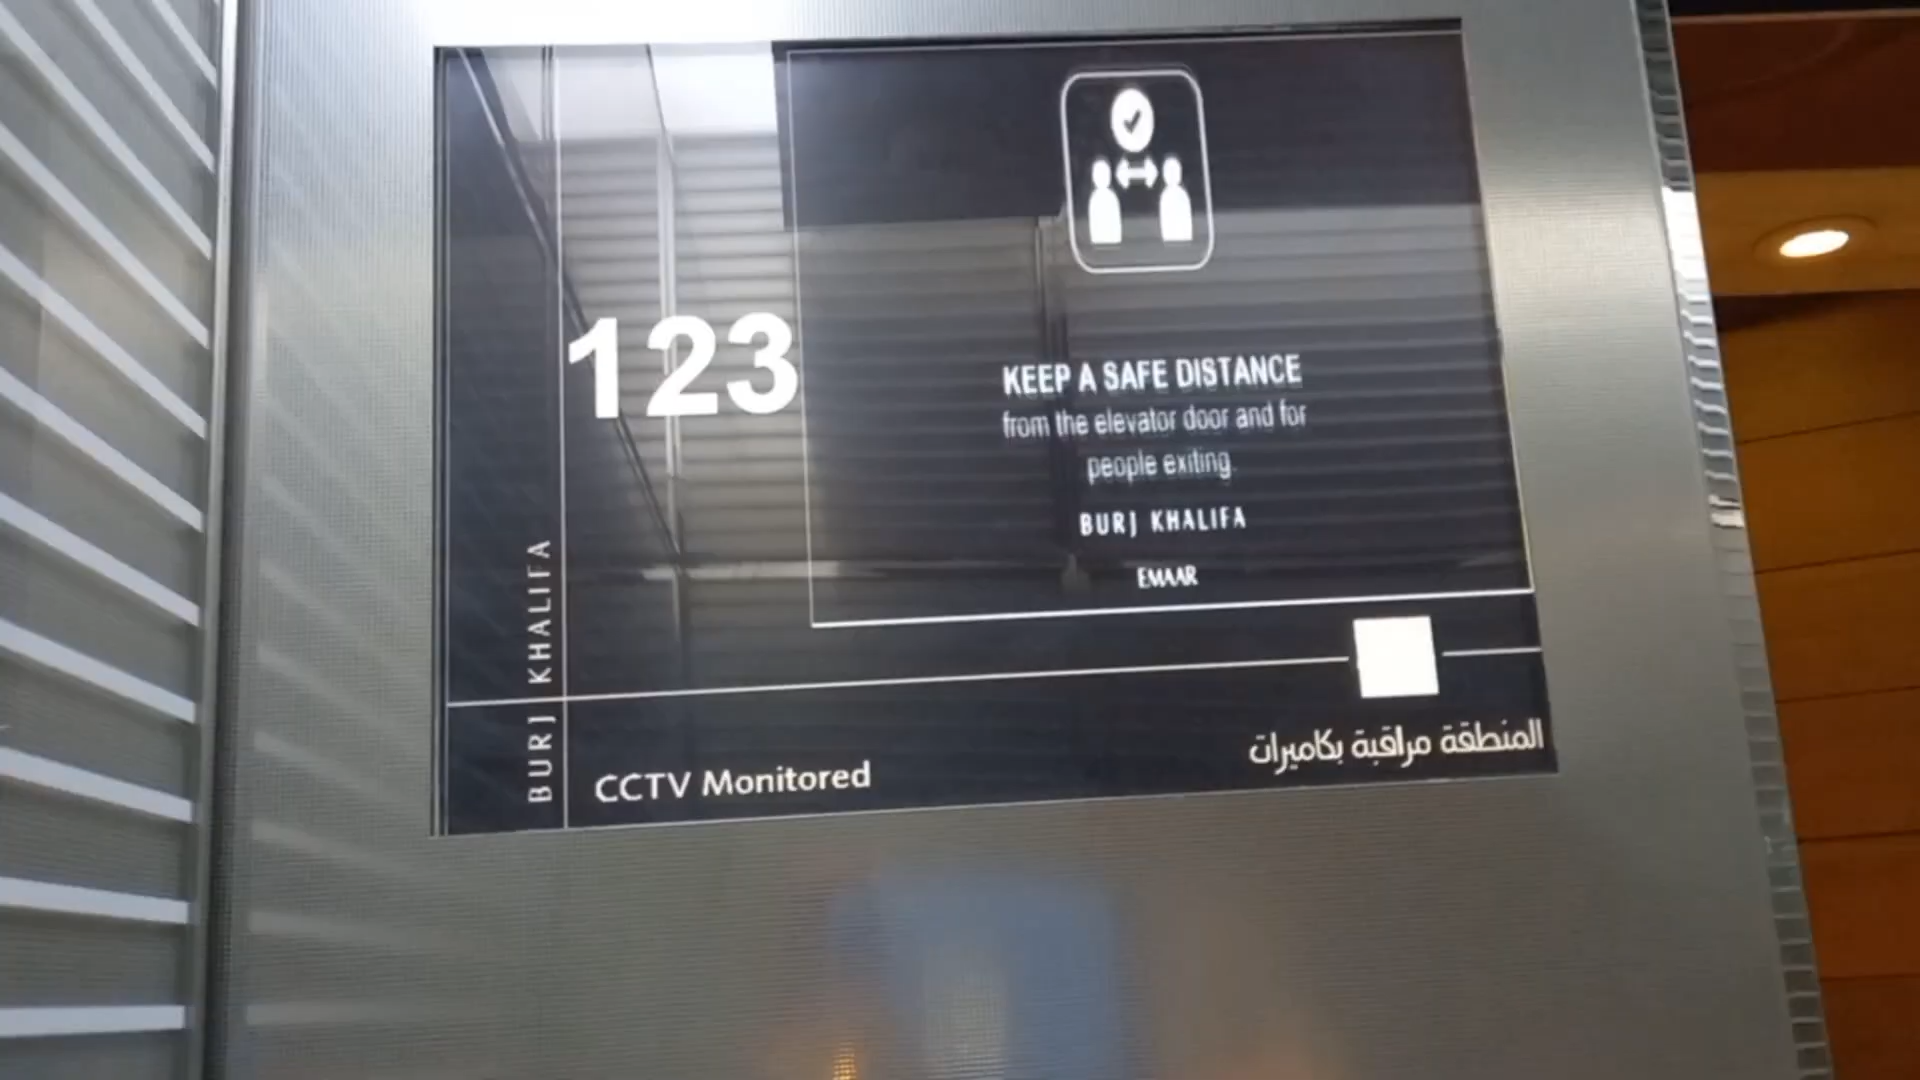 123
KEEP A SAFE DISTANCE
from the elevator door and for
people exiting.
BURJ KHALIFA
EMAAR
BURJ KHALIFA
CCTV Monitored
المنطقة مراقبة بكاميرات